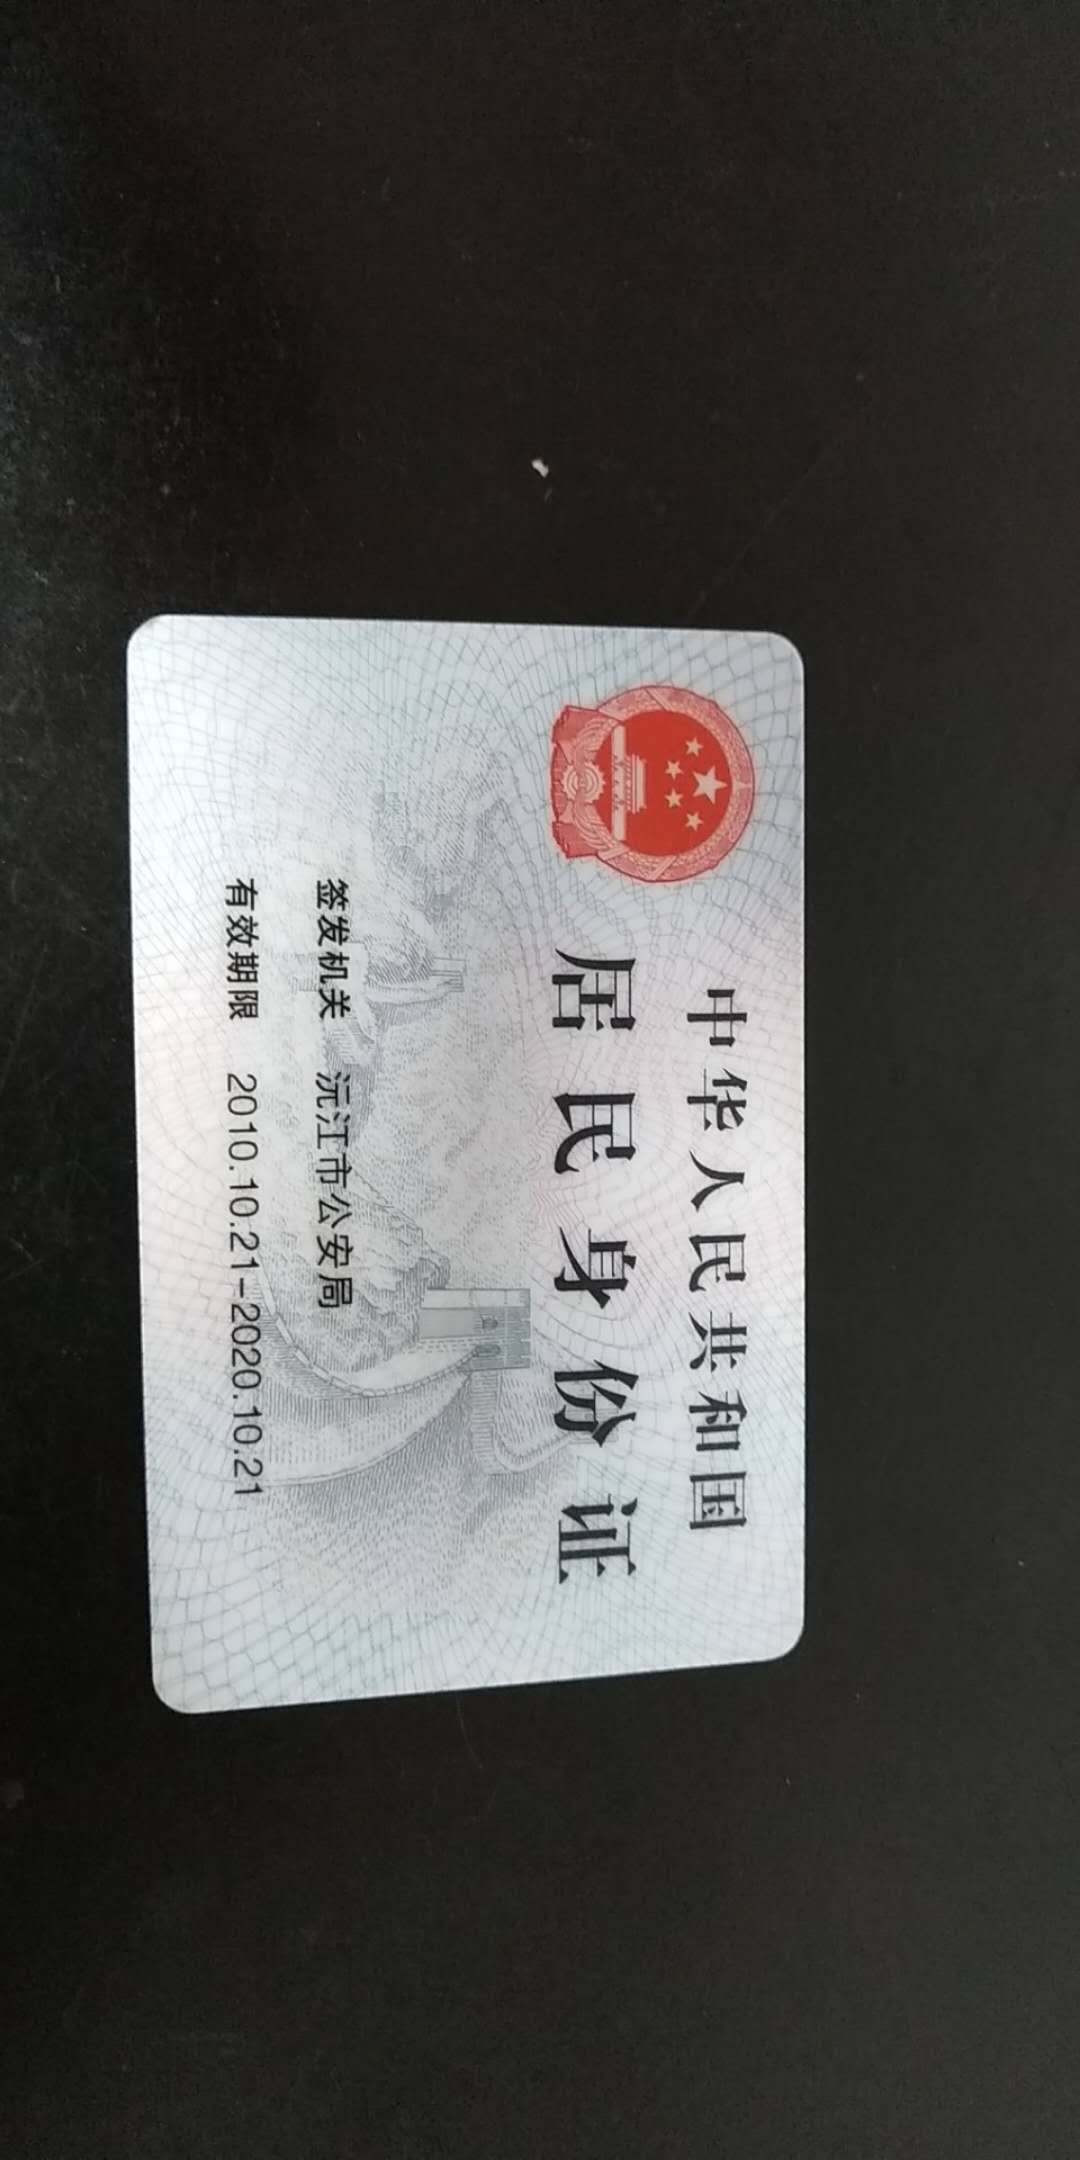 中华人民共和国
居民身份证
签发机关 沅江市公安局
有效期限 2010.10.21-2020.10.21